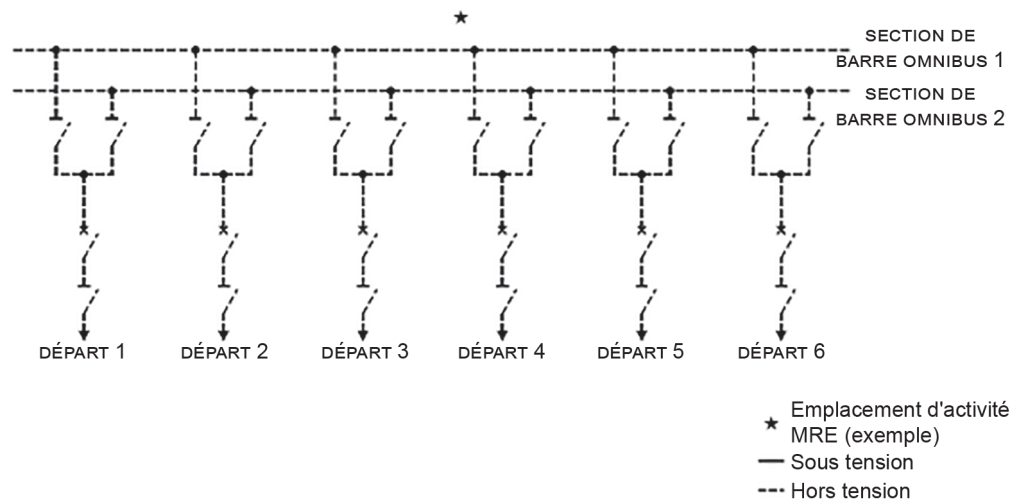 SECTION DE
BARRE OMNIBUS 1
SECTION DE
BARRE OMNIBUS 2
DÉPART 1
DÉPART 2
DÉPART 3
DÉPART 4
DÉPART 5
DÉPART 6
Emplacement d'activité
MRE (exemple)
Sous tension
Hors tension